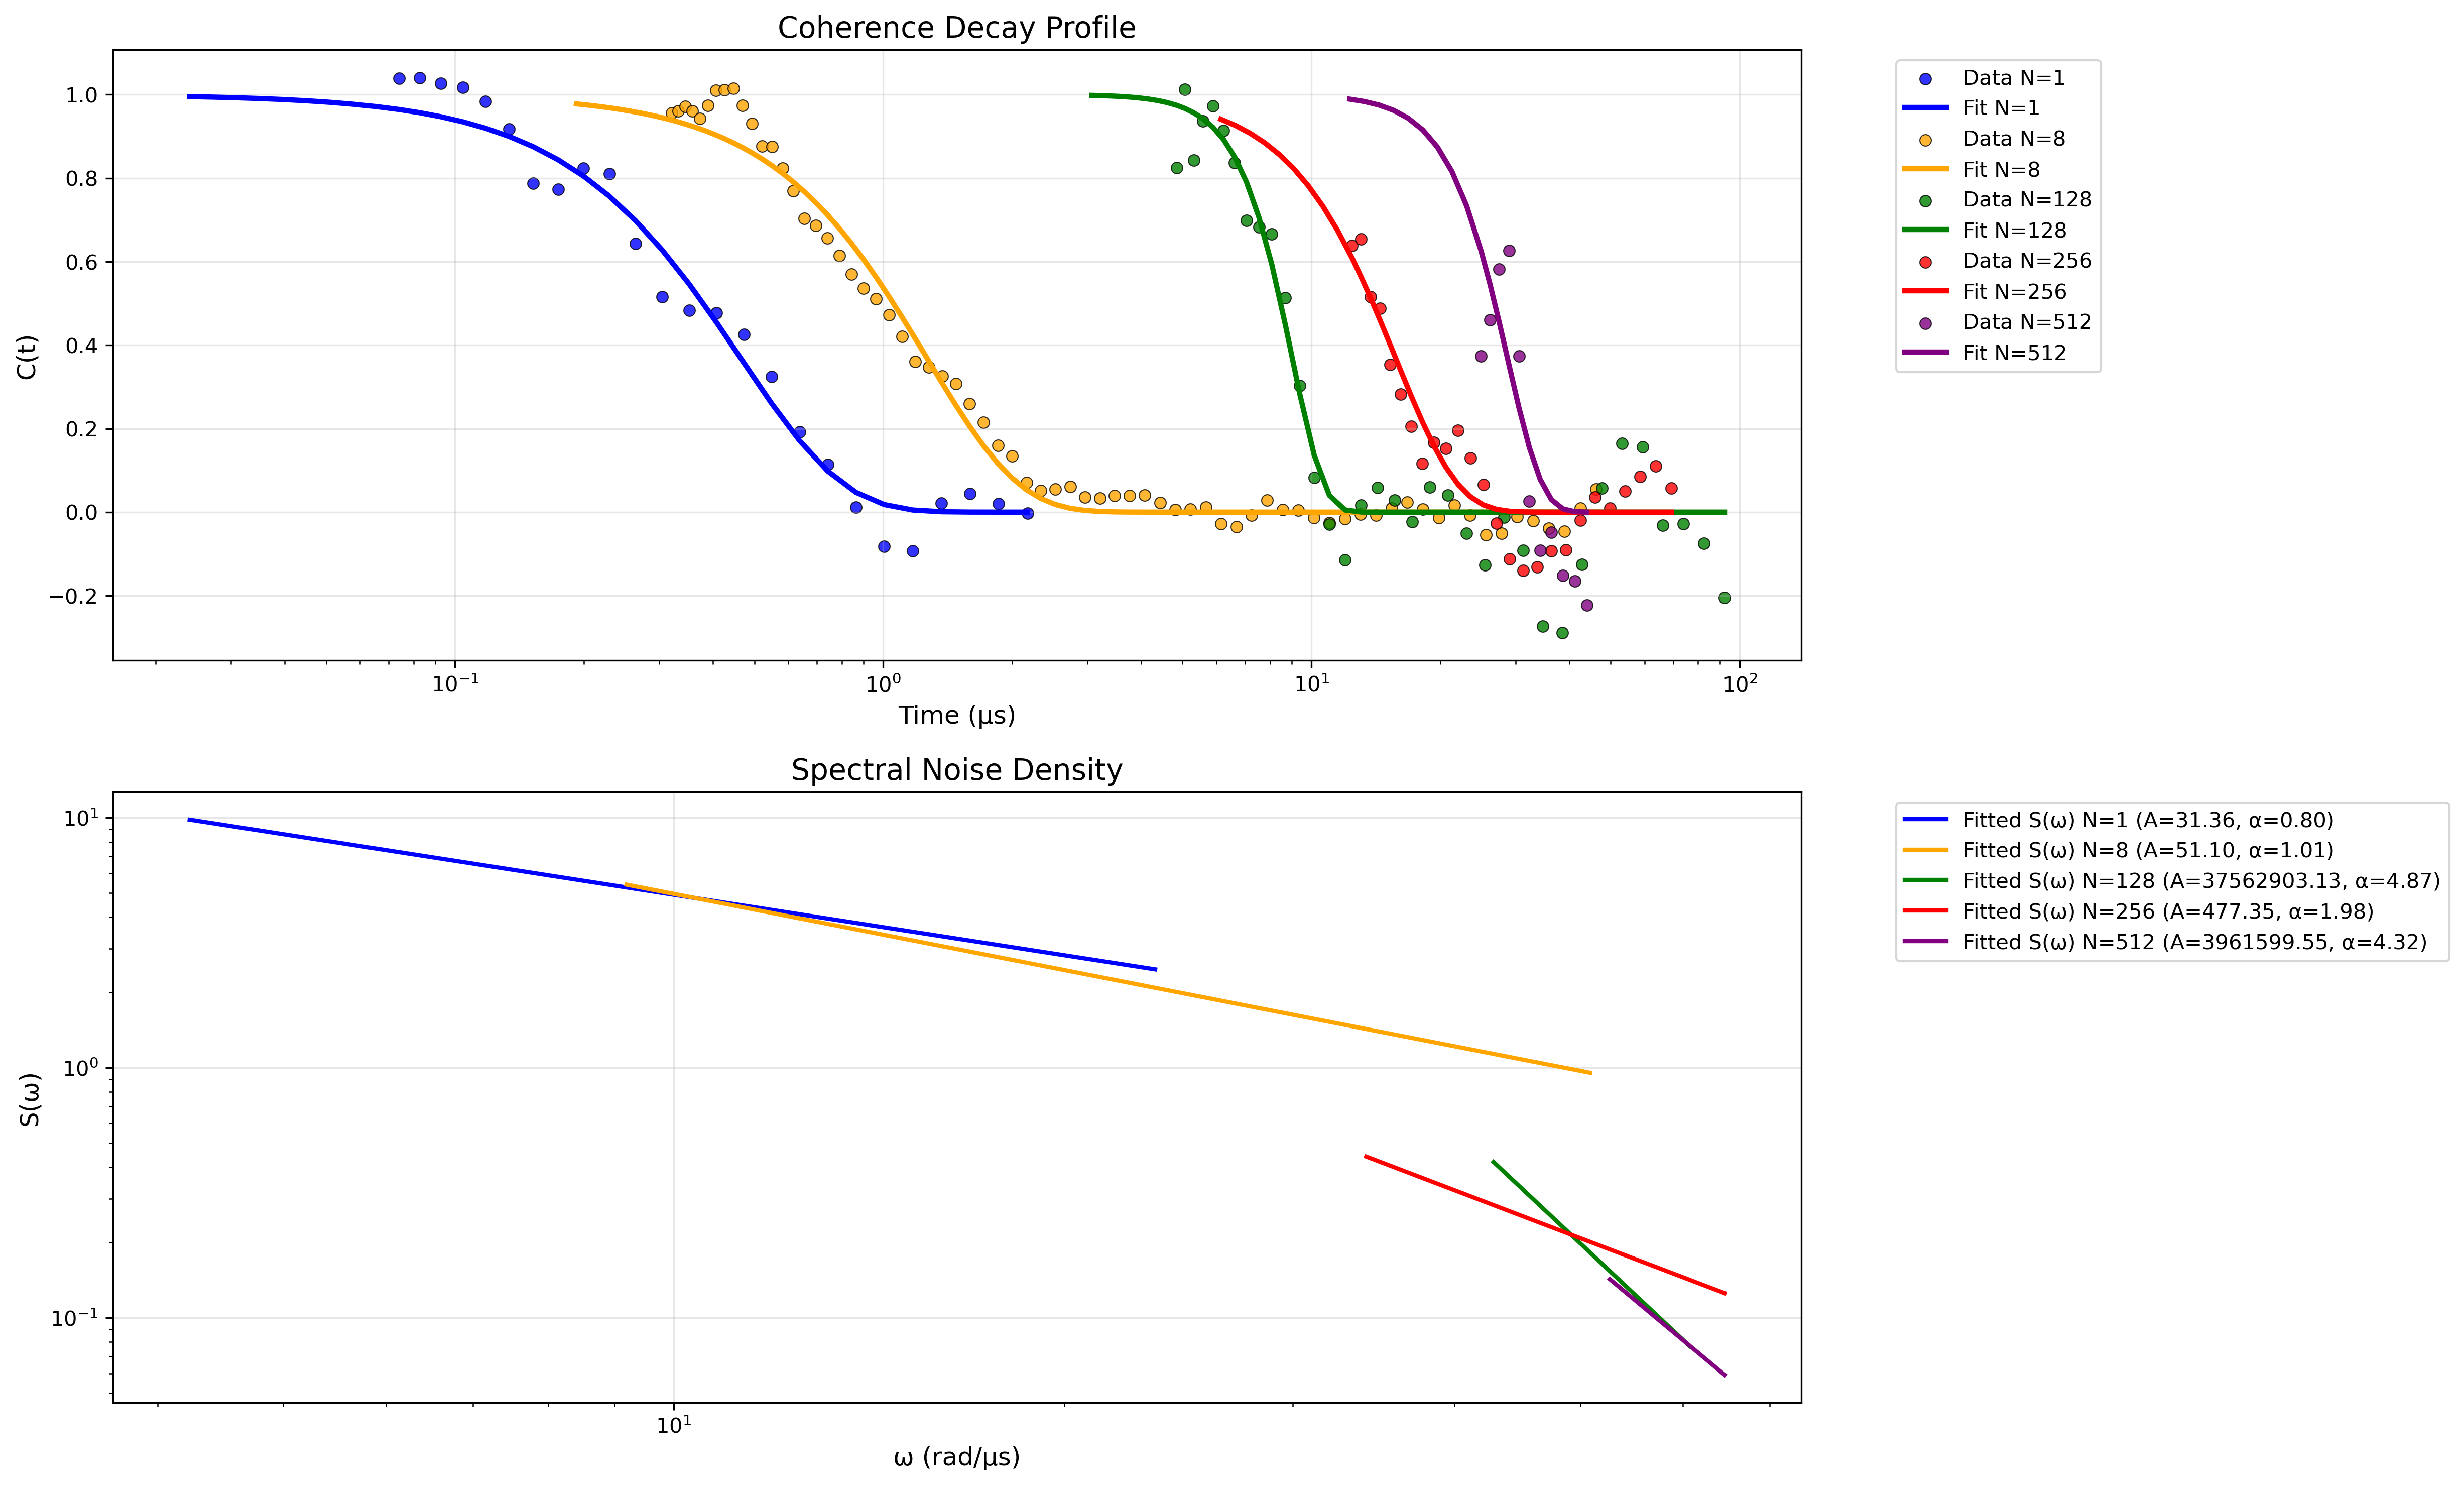 Coherence Decay Profile
1.0
0.8
0.6
0.4
0.2
0.0
−0.2
C(t)
10⁻¹
10⁰
10¹
10²
Time (μs)
Data N=1
Fit N=1
Data N=8
Fit N=8
Data N=128
Fit N=128
Data N=256
Fit N=256
Data N=512
Fit N=512
Spectral Noise Density
10¹
10⁰
10⁻¹
S(ω)
10¹
ω (rad/μs)
Fitted S(ω) N=1 (A=31.36, α=0.80)
Fitted S(ω) N=8 (A=51.10, α=1.01)
Fitted S(ω) N=128 (A=37562903.13, α=4.87)
Fitted S(ω) N=256 (A=477.35, α=1.98)
Fitted S(ω) N=512 (A=3961599.55, α=4.32)